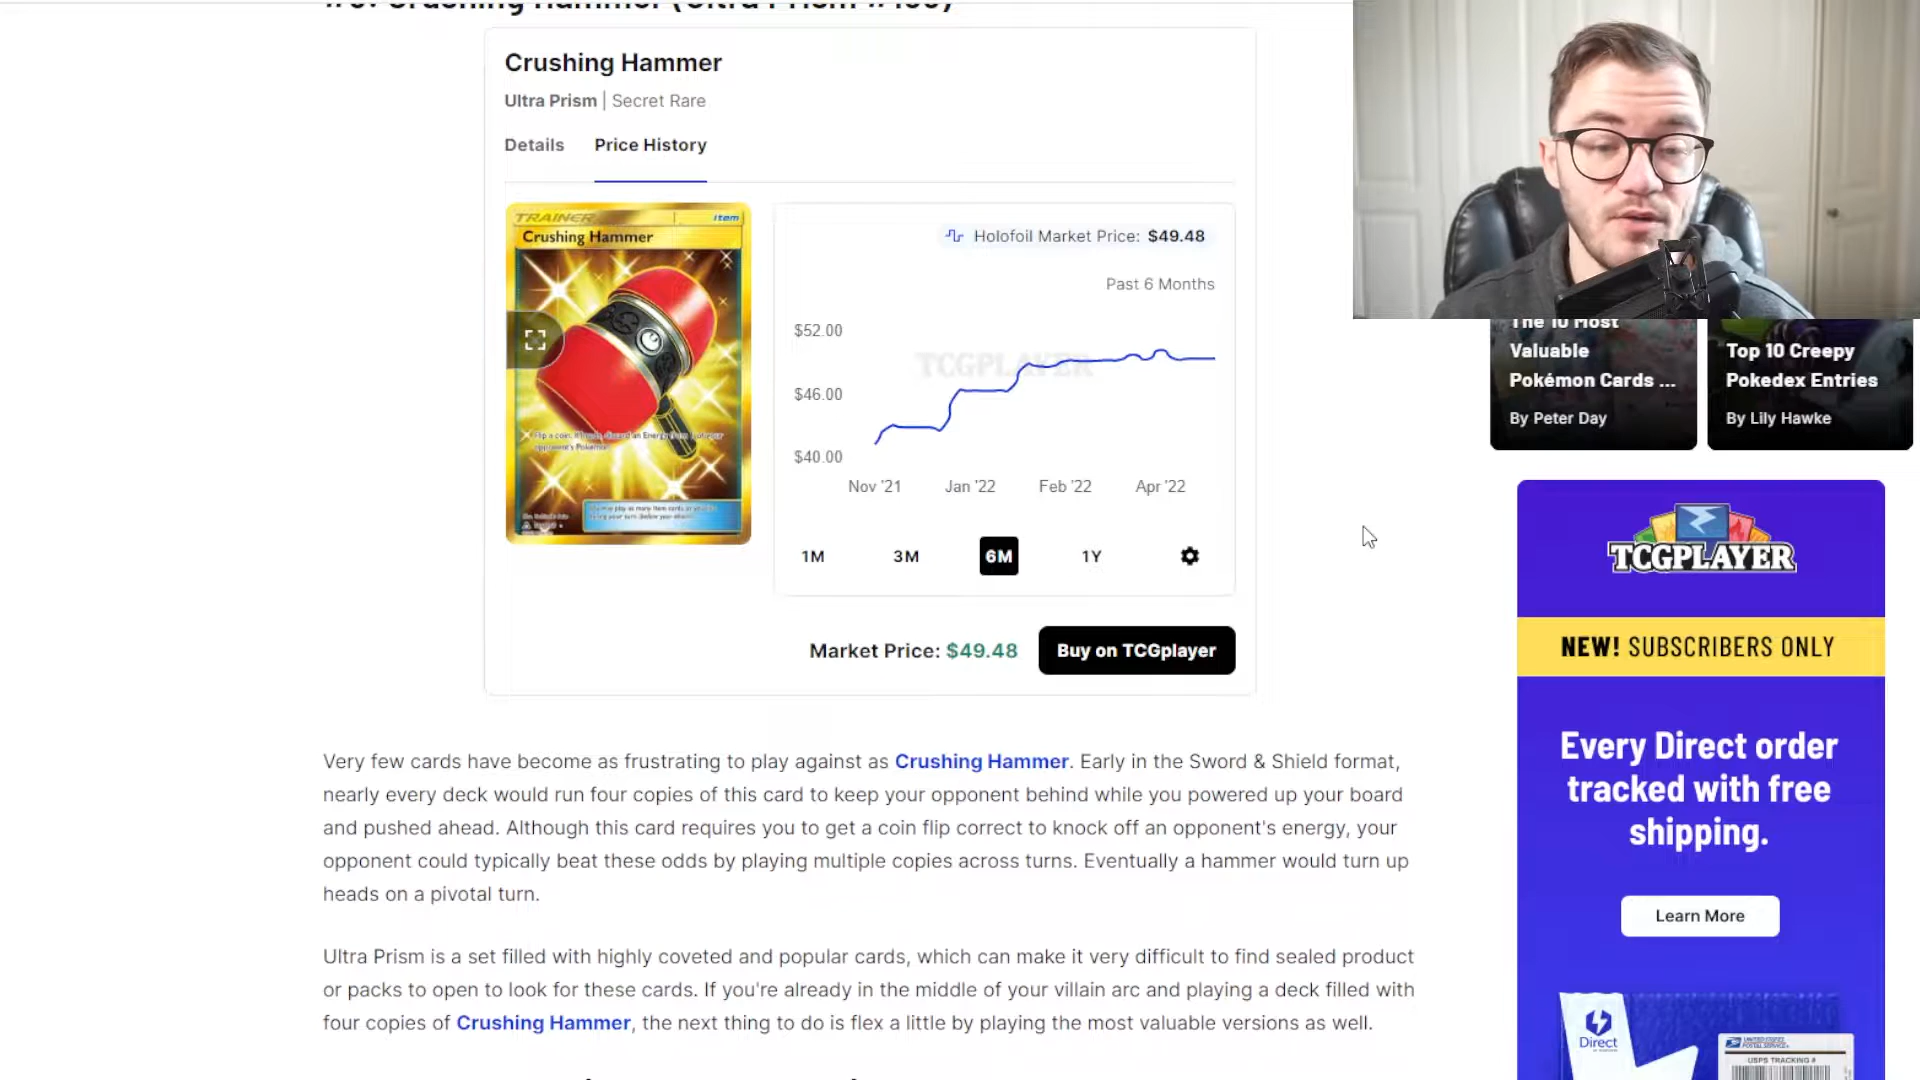 Crushing Hammer
Ultra Prism | Secret Rare
Details Price History
TRAINER Item
Crushing Hammer
Holofoil Market Price: $49.48
Past 6 Months
TCGPLAYER
$52.00
$46.00
$40.00
Nov '21 Jan '22 Feb '22 Apr '22
1M 3M 6M 1Y
Market Price: $49.48 Buy on TCGplayer
Very few cards have become as frustrating to play against as Crushing Hammer. Early in the Sword & Shield format,
nearly every deck would run four copies of this card to keep your opponent behind while you powered up your board
and pushed ahead. Although this card requires you to get a coin flip correct to knock off an opponent's energy, your
opponent could typically beat these odds by playing multiple copies across turns. Eventually a hammer would turn up
heads on a pivotal turn.
Ultra Prism is a set filled with highly coveted and popular cards, which can make it very difficult to find sealed product
or packs to open to look for these cards. If you're already in the middle of your villain arc and playing a deck filled with
four copies of Crushing Hammer, the next thing to do is flex a little by playing the most valuable versions as well.
The 10 Most
Valuable
Pokémon Cards ...
By Peter Day
Top 10 Creepy
Pokedex Entries
By Lily Hawke
TCGPLAYER
NEW! SUBSCRIBERS ONLY
Every Direct order
tracked with free
shipping.
Learn More
Direct
USPS TRACKING #